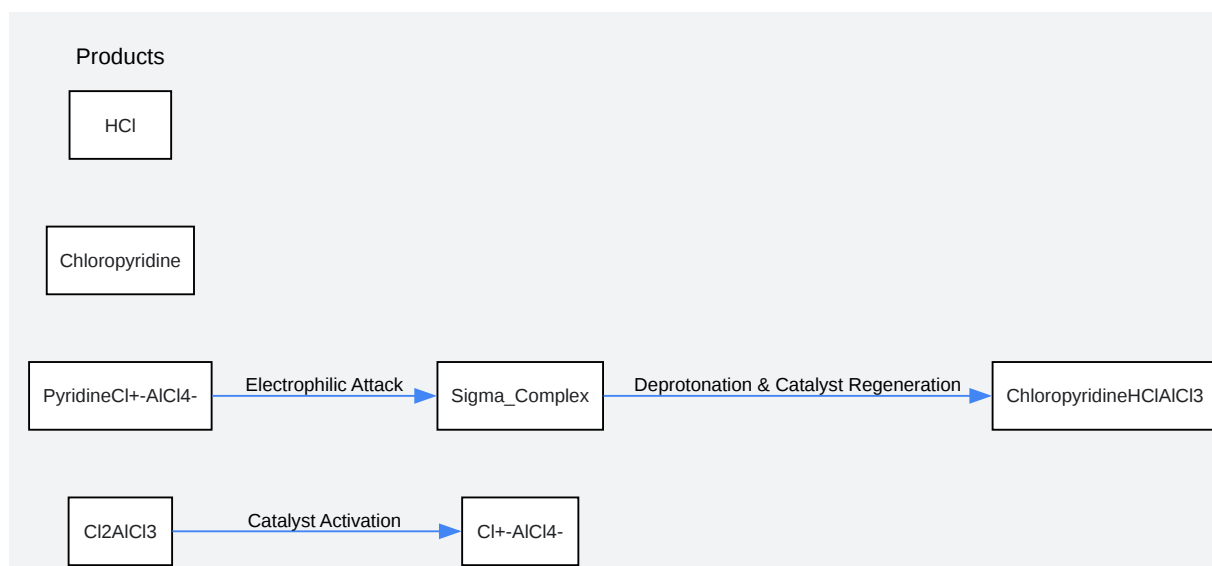 Products
HCl
Chloropyridine
PyridineCl+-AlCl4-
Electrophilic Attack
Sigma_Complex
Deprotonation & Catalyst Regeneration
ChloropyridineHClAlCl3
Cl2AlCl3
Catalyst Activation
Cl+-AlCl4-